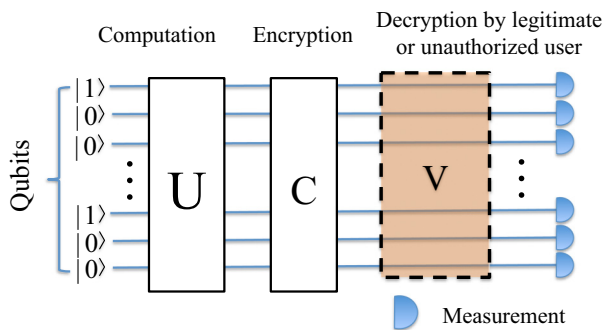 Computation Encryption Decryption by legitimate
or unauthorized user
Qubits
|1⟩
|0⟩
|0⟩
U C V
|1⟩
|0⟩
|0⟩
Measurement